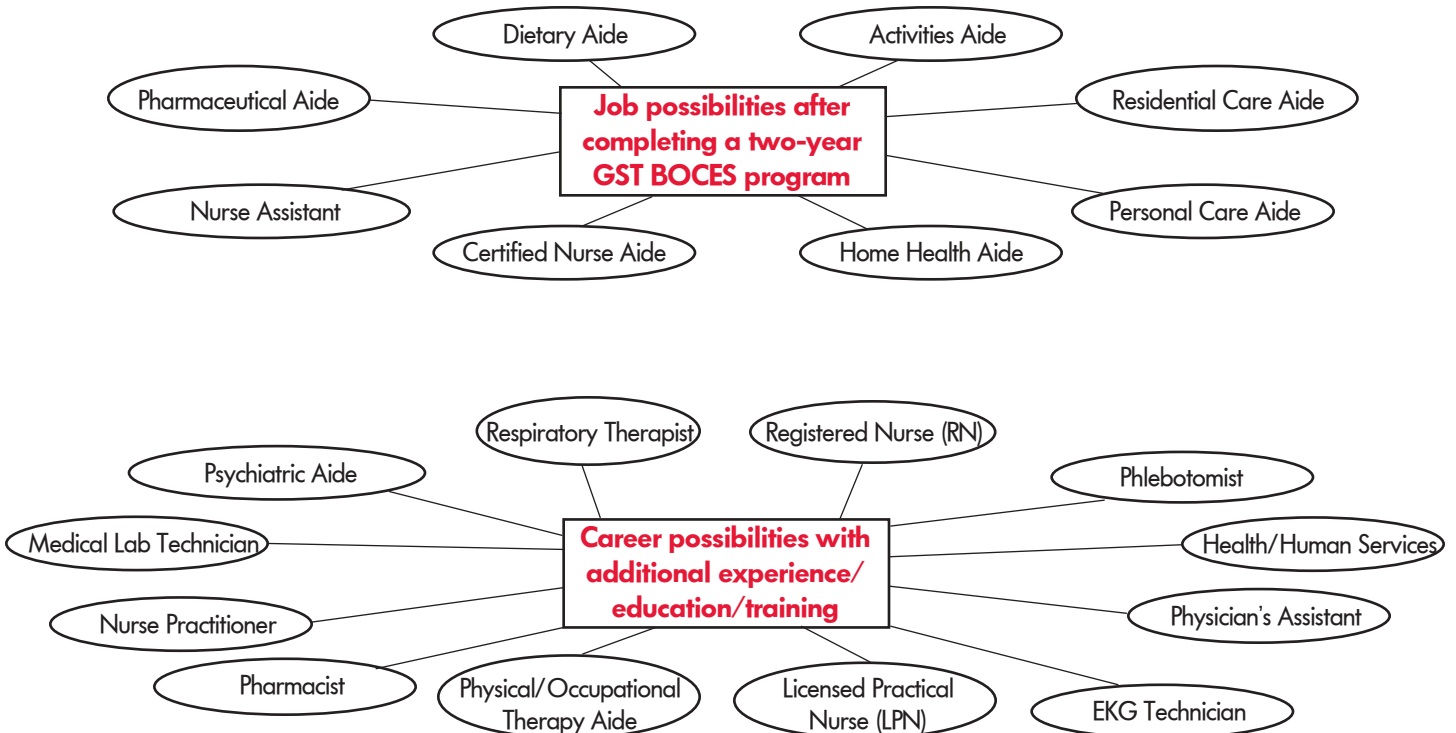 Dietary Aide
Activities Aide
Pharmaceutical Aide
Job possibilities after
completing a two-year
GST BOCES program
Residential Care Aide
Nurse Assistant
Personal Care Aide
Certified Nurse Aide
Home Health Aide
Respiratory Therapist
Registered Nurse (RN)
Psychiatric Aide
Phlebotomist
Medical Lab Technician
Career possibilities with
additional experience/
education/training
Health/Human Services
Nurse Practitioner
Physician's Assistant
Pharmacist
Physical/Occupational
Therapy Aide
Licensed Practical
Nurse (LPN)
EKG Technician